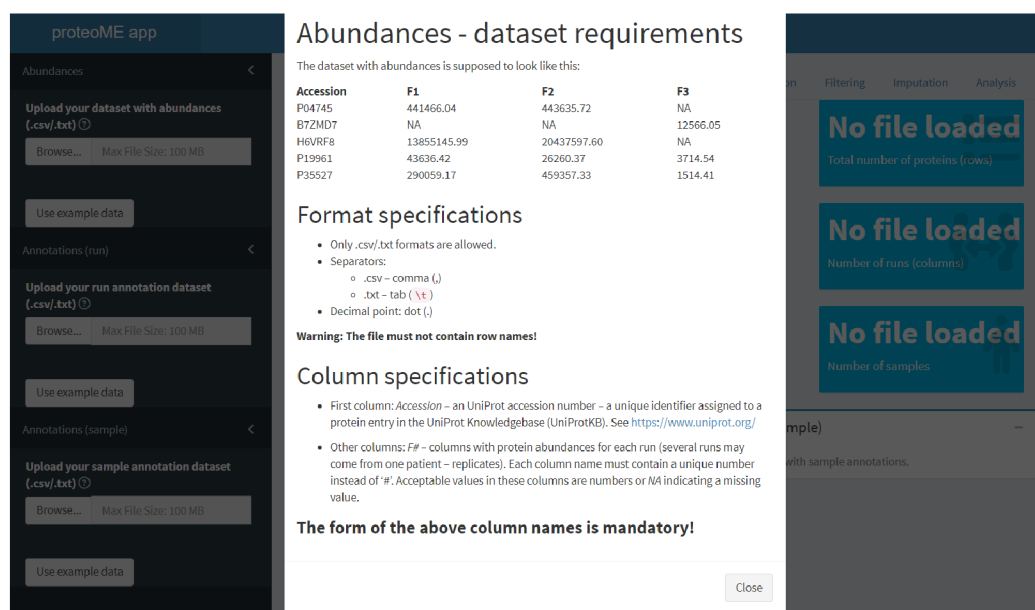 proteoME app
Abundances
Upload your dataset with abundances
(.csv/.txt)
Browse... Max File Size: 100 MB
Use example data
Annotations (run)
Upload your run annotation dataset
(.csv/.txt)
Browse... Max File Size: 100 MB
Use example data
Annotations (sample)
Upload your sample annotation dataset
(.csv/.txt)
Browse... Max File Size: 100 MB
Use example data
Abundances - dataset requirements
The dataset with abundances is supposed to look like this:
Accession F1 F2 F3
P04745 441466.04 443635.72 NA
B7ZMD7 NA NA 12566.05
H6VRF8 13855145.99 20437597.60 NA
P19961 43636.42 26260.37 3714.54
P35527 290059.17 459357.33 1514.41
Format specifications
• Only .csv/.txt formats are allowed.
• Separators:
◦ .csv – comma (,)
◦ .txt – tab ( \t )
• Decimal point: dot (.)
Warning: The file must not contain row names!
Column specifications
• First column: Accession – an UniProt accession number – a unique identifier assigned to a
protein entry in the UniProt Knowledgebase (UniProtKB). See https://www.uniprot.org/
• Other columns: F# – columns with protein abundances for each run (several runs may
come from one patient – replicates). Each column name must contain a unique number
instead of '#'. Acceptable values in these columns are numbers or NA indicating a missing
value.
The form of the above column names is mandatory!
Close
on Filtering Imputation Analysis
No file loaded
Total number of proteins (rows)
No file loaded
Number of runs (columns)
No file loaded
Number of samples
mple)
with sample annotations.